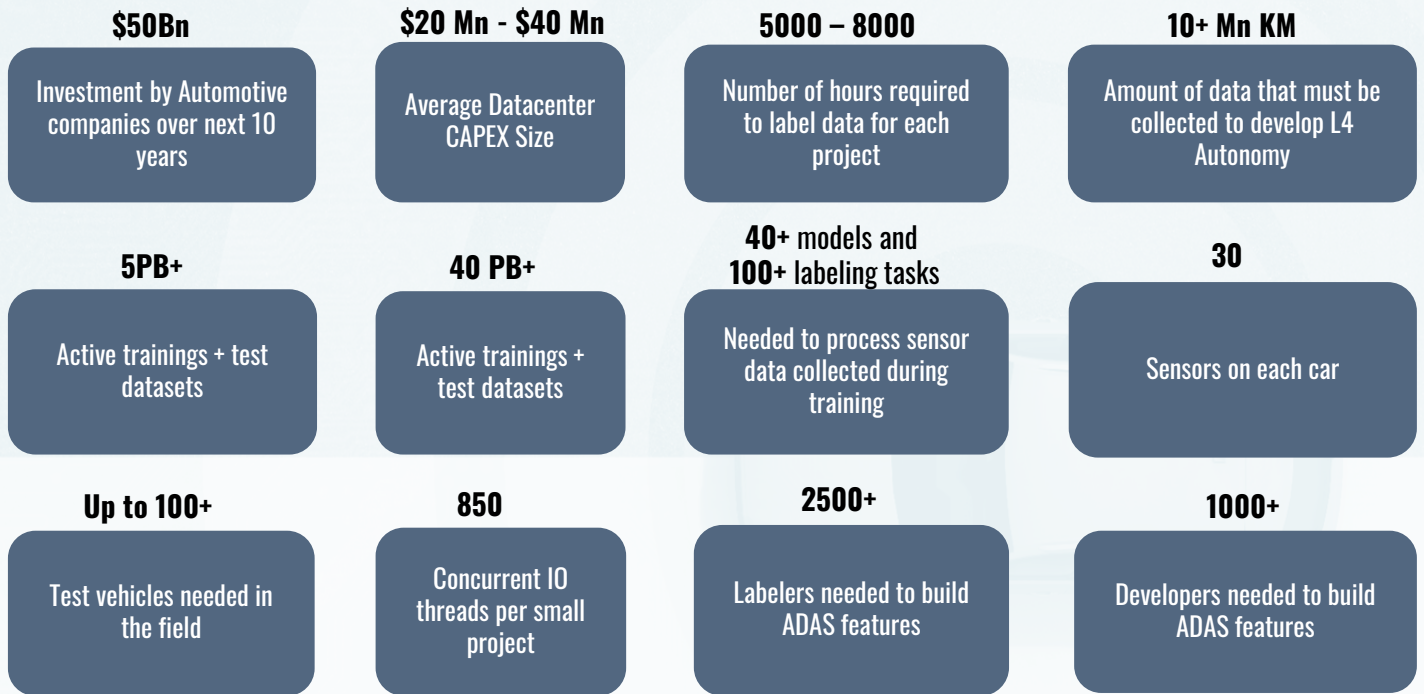 $50Bn
Investment by Automotive
companies over next 10
years
$20 Mn - $40 Mn
Average Datacenter
CAPEX Size
5000 – 8000
Number of hours required
to label data for each
project
10+ Mn KM
Amount of data that must be
collected to develop L4
Autonomy
5PB+
Active trainings + test
datasets
40 PB+
Active trainings +
test datasets
40+ models and
100+ labeling tasks
Needed to process sensor
data collected during
training
30
Sensors on each car
Up to 100+
Test vehicles needed in
the field
850
Concurrent IO
threads per small
project
2500+
Labelers needed to build
ADAS features
1000+
Developers needed to build
ADAS features